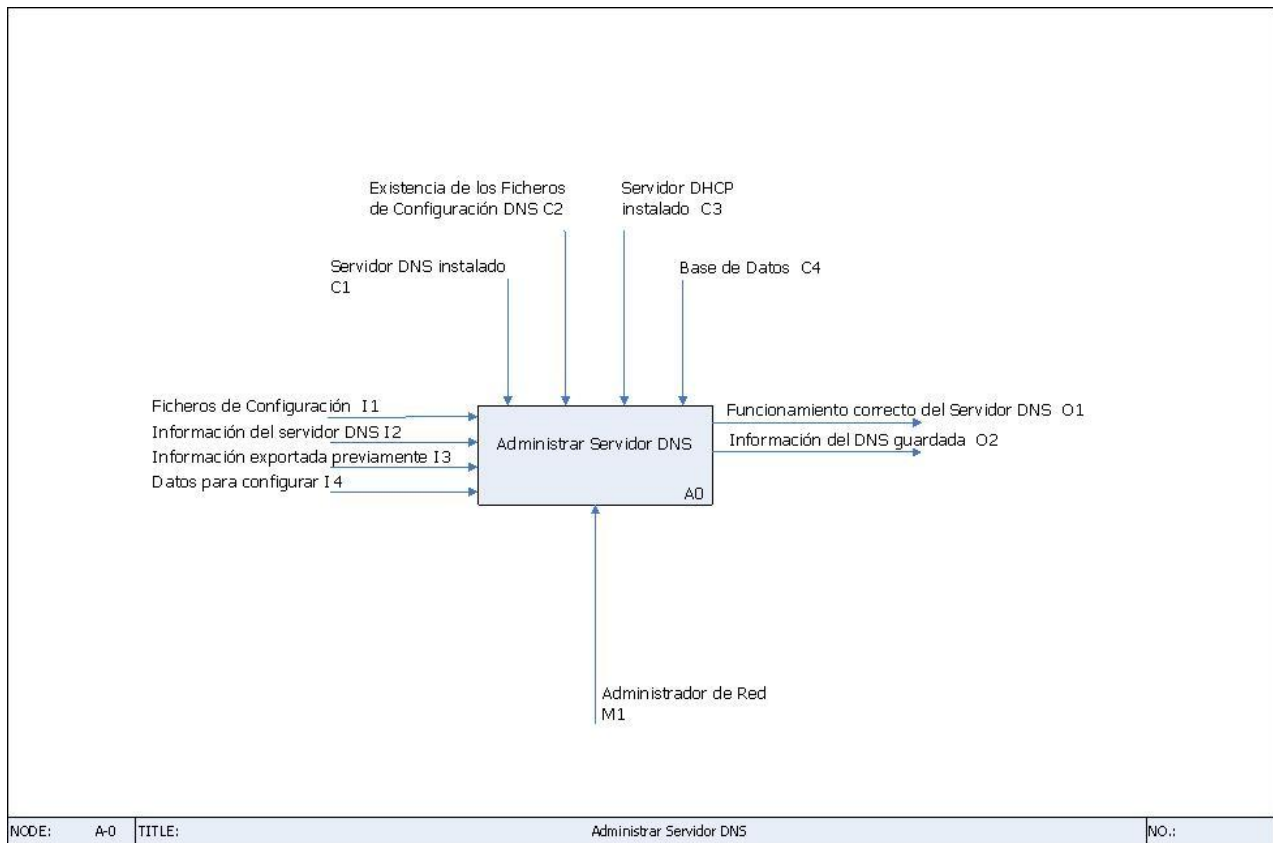 Existencia de los Ficheros
de Configuración DNS C2
Servidor DHCP
instalado C3
Servidor DNS instalado
C1
Base de Datos C4
Ficheros de Configuración I1
Información del servidor DNS I2
Información exportada previamente I3
Datos para configurar I4
Administrar Servidor DNS
A0
Funcionamiento correcto del Servidor DNS O1
Información del DNS guardada O2
Administrador de Red
M1
NODE: A-0 TITLE: Administrar Servidor DNS NO.: